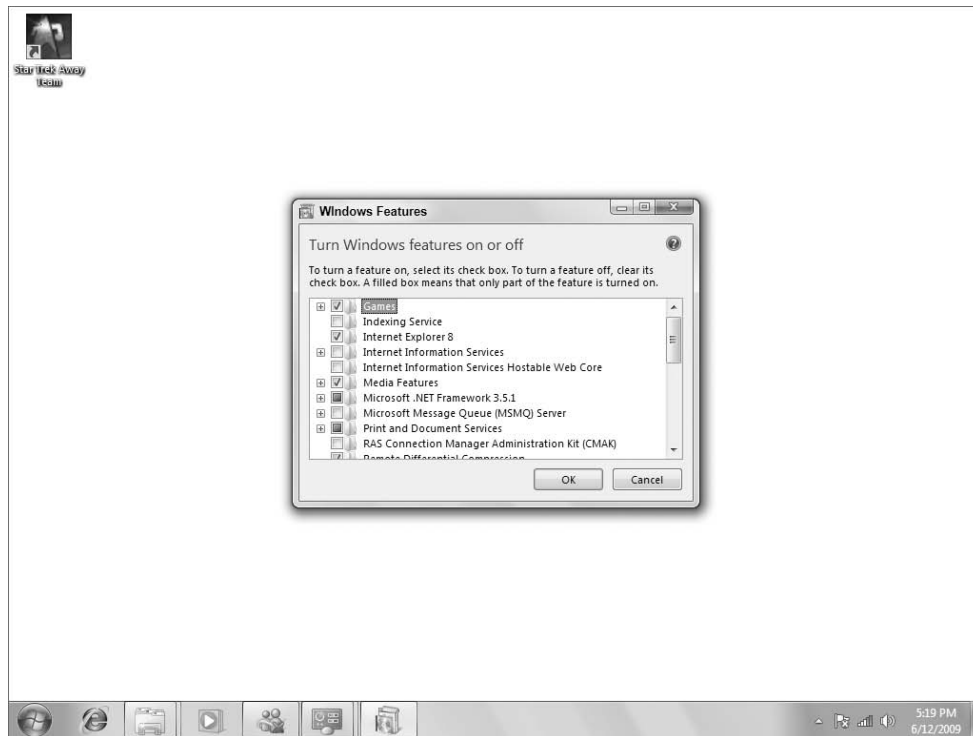 Star Trek Away
Team
WIndows Features
Turn Windows features on or off
To turn a feature on, select its check box. To turn a feature off, clear its
check box. A filled box means that only part of the feature is turned on.
Games
Indexing Service
Internet Explorer 8
Internet Information Services
Internet Information Services Hostable Web Core
Media Features
Microsoft .NET Framework 3.5.1
Microsoft Message Queue (MSMQ) Server
Print and Document Services
RAS Connection Manager Administration Kit (CMAK)
Remote Differential Compression
OK Cancel
5:19 PM
6/12/2009